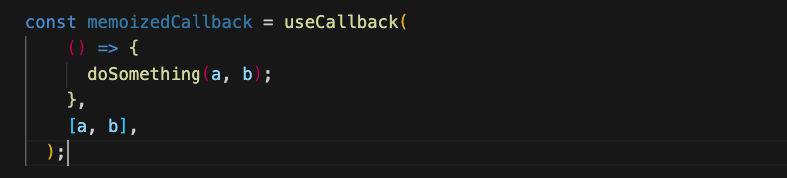 const memoizedCallback = useCallback(
    () => {
      doSomething(a, b);
    },
    [a, b],
  );